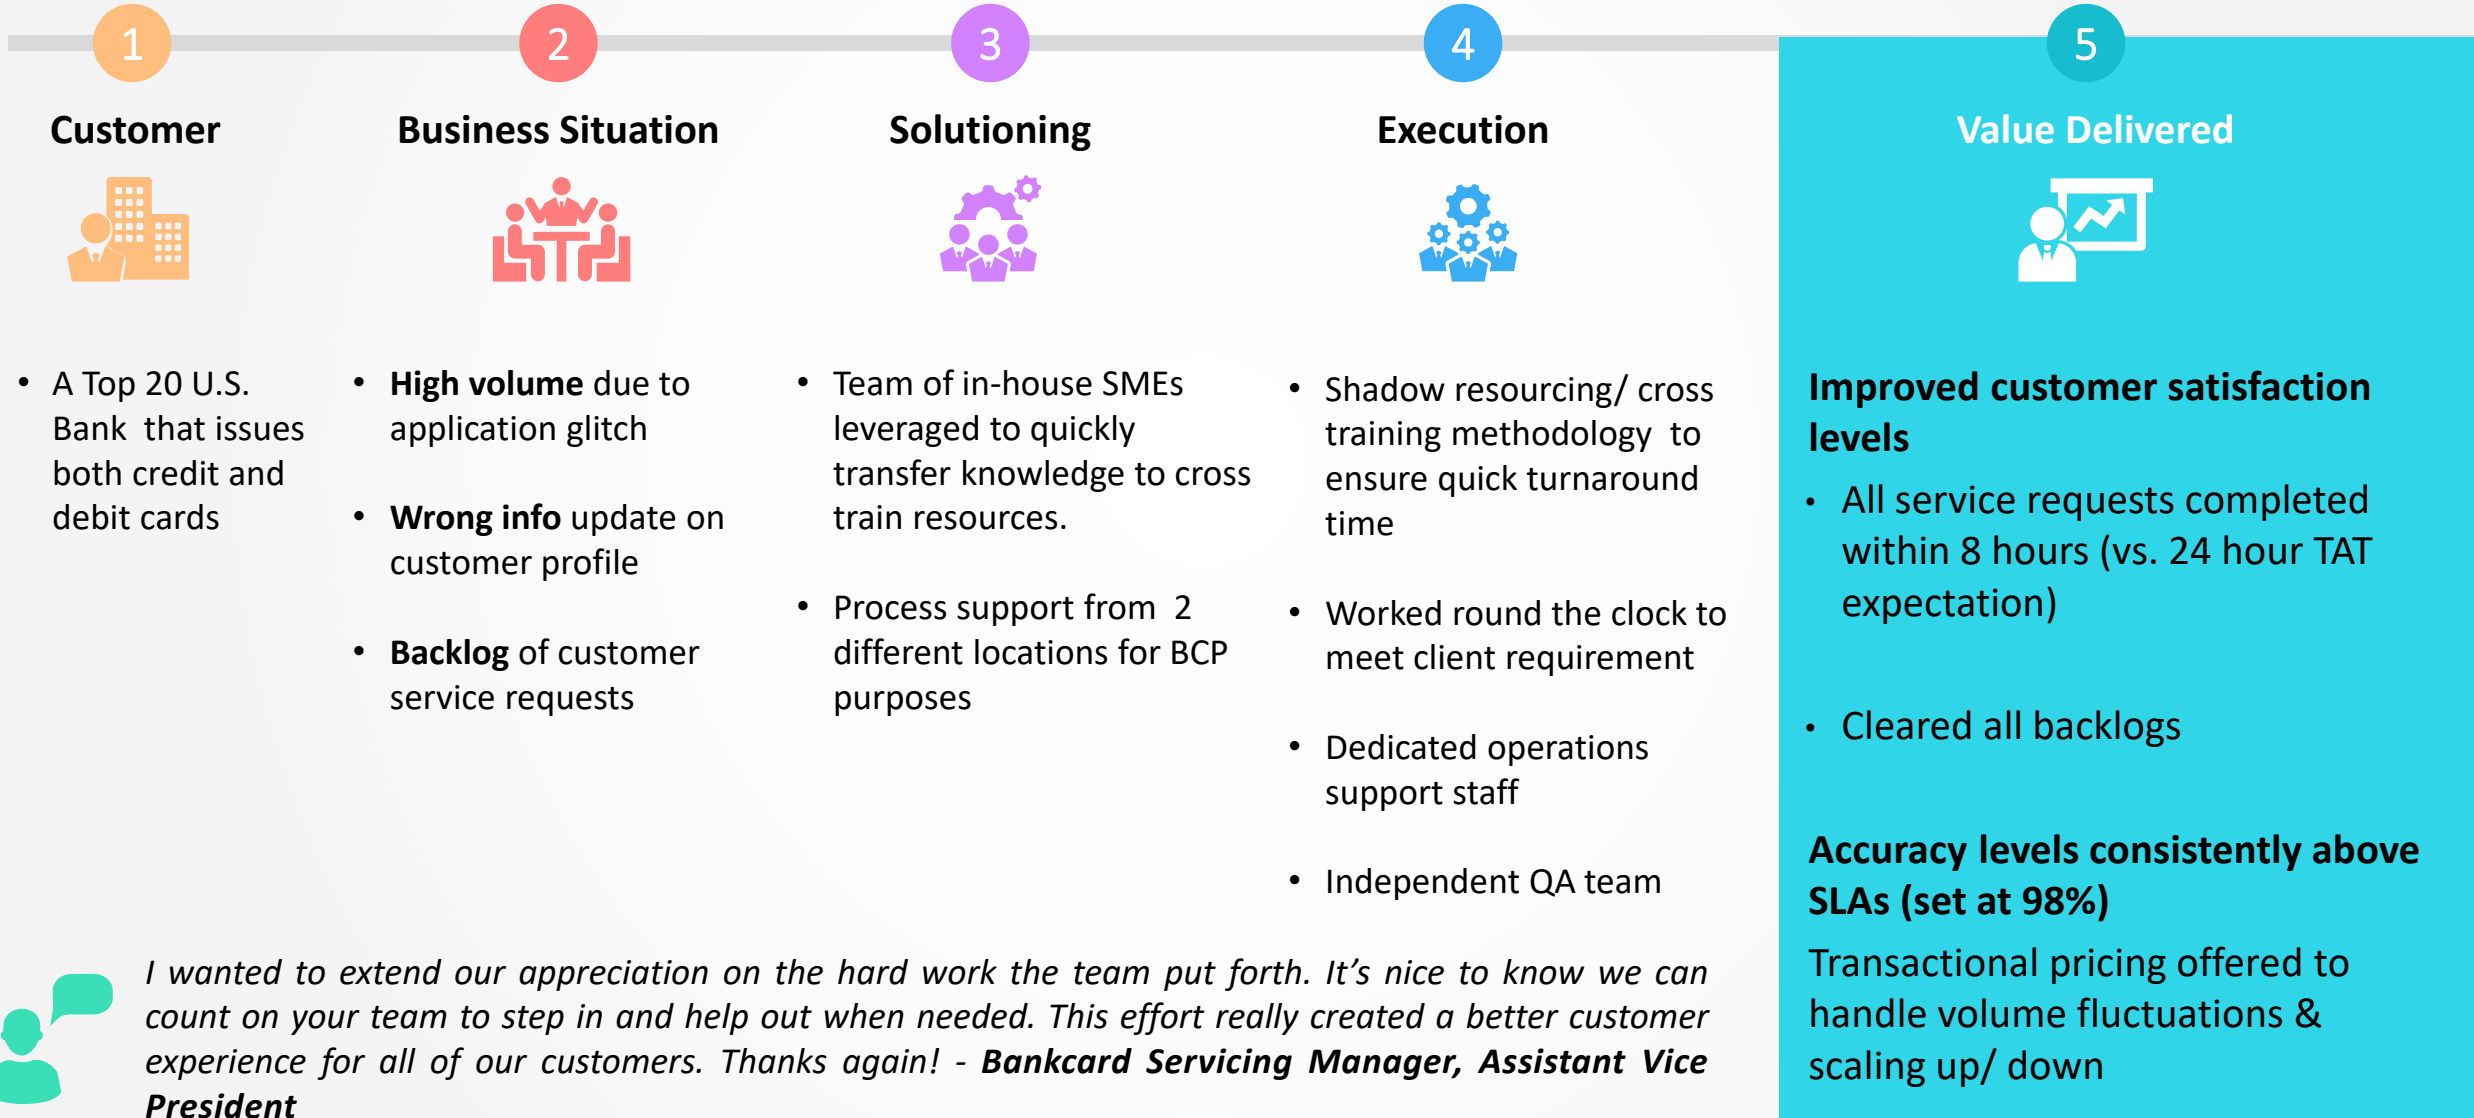 1
Customer
A Top 20 U.S.
Bank that issues
both credit and
debit cards
2
Business Situation
High volume due to
application glitch
Wrong info update on
customer profile
Backlog of customer
service requests
3
Solutioning
Team of in-house SMEs
leveraged to quickly
transfer knowledge to cross
train resources.
Process support from 2
different locations for BCP
purposes
4
Execution
Shadow resourcing/ cross
training methodology to
ensure quick turnaround
time
Worked round the clock to
meet client requirement
Dedicated operations
support staff
Independent QA team
5
Value Delivered
Improved customer satisfaction
levels
All service requests completed
within 8 hours (vs. 24 hour TAT
expectation)
Cleared all backlogs
Accuracy levels consistently above
SLAs (set at 98%)
Transactional pricing offered to
handle volume fluctuations &
scaling up/ down
I wanted to extend our appreciation on the hard work the team put forth. It’s nice to know we can
count on your team to step in and help out when needed. This effort really created a better customer
experience for all of our customers. Thanks again! - Bankcard Servicing Manager, Assistant Vice
President